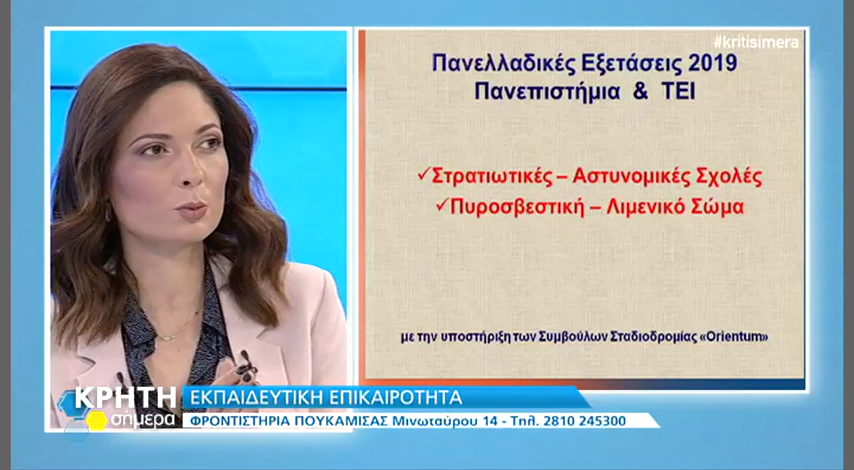 #kritisimera
Πανελλαδικές Εξετάσεις 2019
Πανεπιστήμια & ΤΕΙ
✓Στρατιωτικές – Αστυνομικές Σχολές
✓Πυροσβεστική – Λιμενικό Σώμα
με την υποστήριξη των Συμβούλων Σταδιοδρομίας «Orientum»
ΚΡΗΤΗ
σήμερα
ΕΚΠΑΙΔΕΥΤΙΚΗ ΕΠΙΚΑΙΡΟΤΗΤΑ
ΦΡΟΝΤΙΣΤΗΡΙΑ ΠΟΥΚΑΜΙΣΑΣ Μινωταύρου 14 - Τηλ. 2810 245300